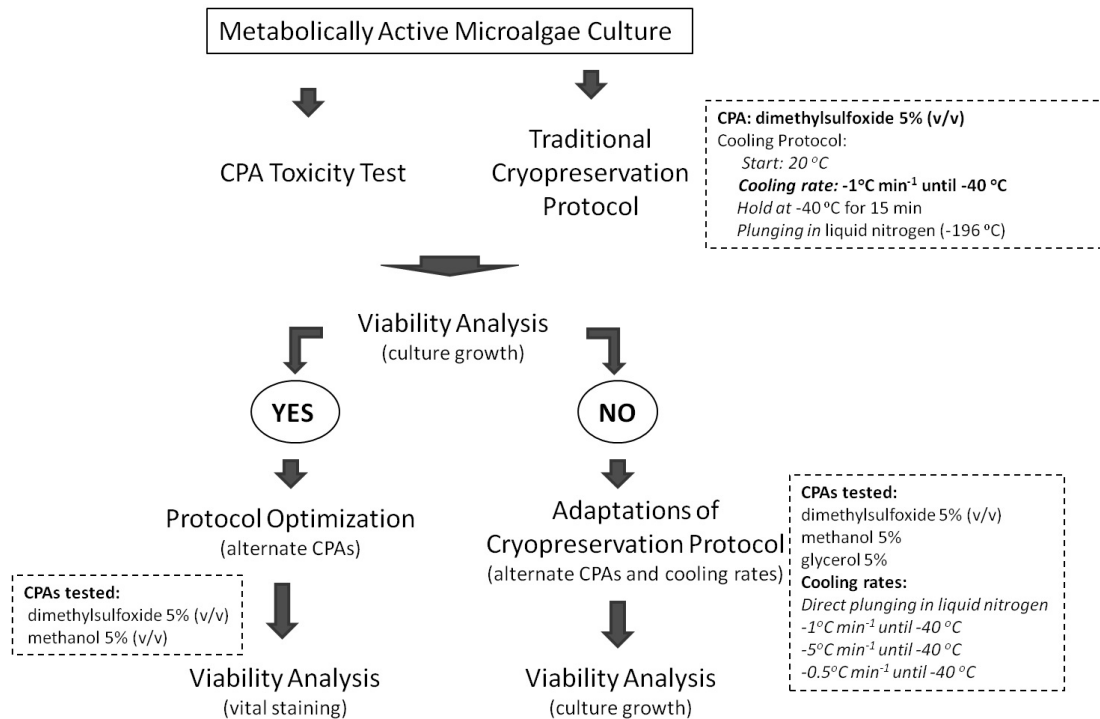 Metabolically Active Microalgae Culture
CPA Toxicity Test
Traditional
Cryopreservation
Protocol
CPA: dimethylsulfoxide 5% (v/v)
Cooling Protocol:
Start: 20 °C
Cooling rate: -1°C min⁻¹ until -40 °C
Hold at -40 °C for 15 min
Plunging in liquid nitrogen (-196 °C)
Viability Analysis
(culture growth)
YES
NO
Protocol Optimization
(alternate CPAs)
CPAs tested:
dimethylsulfoxide 5% (v/v)
methanol 5% (v/v)
Viability Analysis
(vital staining)
Adaptations of
Cryopreservation Protocol
(alternate CPAs and cooling rates)
CPAs tested:
dimethylsulfoxide 5% (v/v)
methanol 5%
glycerol 5%
Cooling rates:
Direct plunging in liquid nitrogen
-1°C min⁻¹ until -40 °C
-5°C min⁻¹ until -40 °C
-0.5°C min⁻¹ until -40 °C
Viability Analysis
(culture growth)